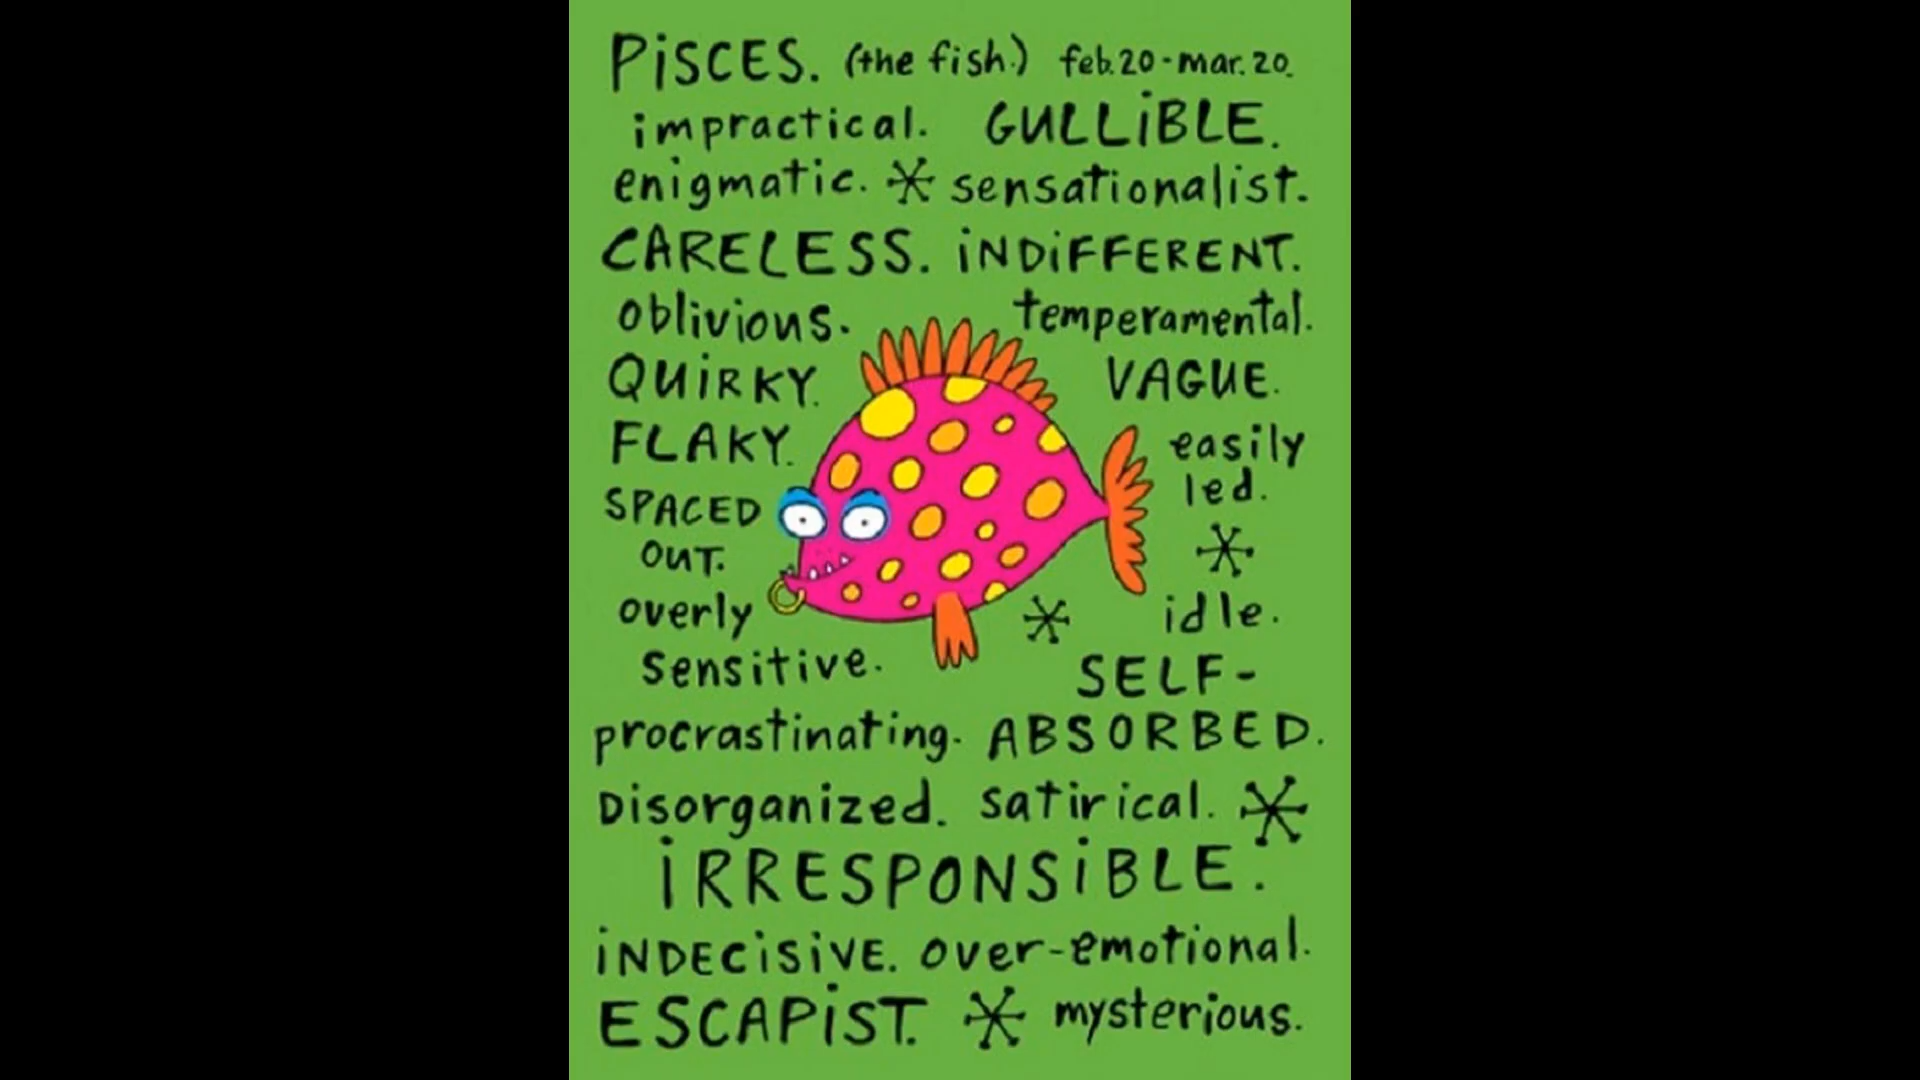 PiSCES. (the fish.) feb.20-mar.20.
impractical. GULLiBLE.
enigmatic. sensationalist.
CARELESS. iNDiFFERENT.
oblivious. temperamental.
QUiRKY. VAGUE.
FLAKY. easily
led.
SPACED
OUT.
overly idle.
sensitive. SELF-
procrastinating. ABSORBED.
Disorganized. satirical.
iRRESPONSiBLE.
iNDECiSiVE. over-emotional.
ESCAPiST. mysterious.